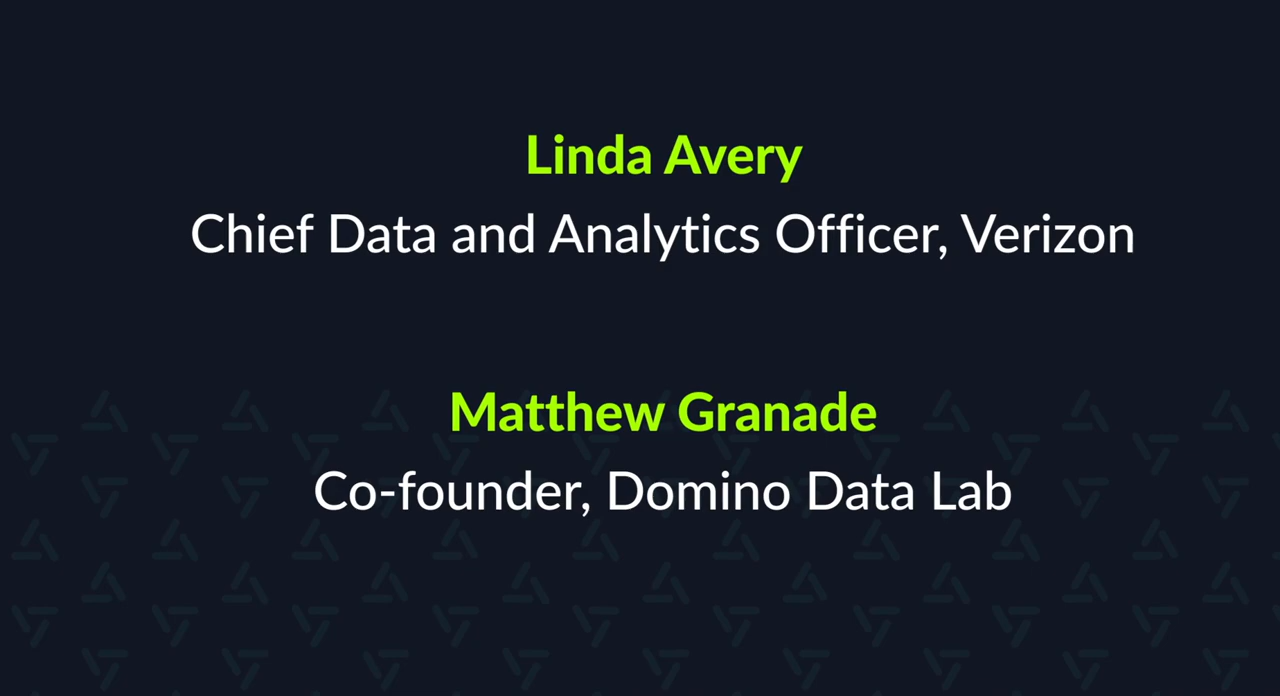 Linda Avery
Chief Data and Analytics Officer, Verizon
Matthew Granade
Co-founder, Domino Data Lab